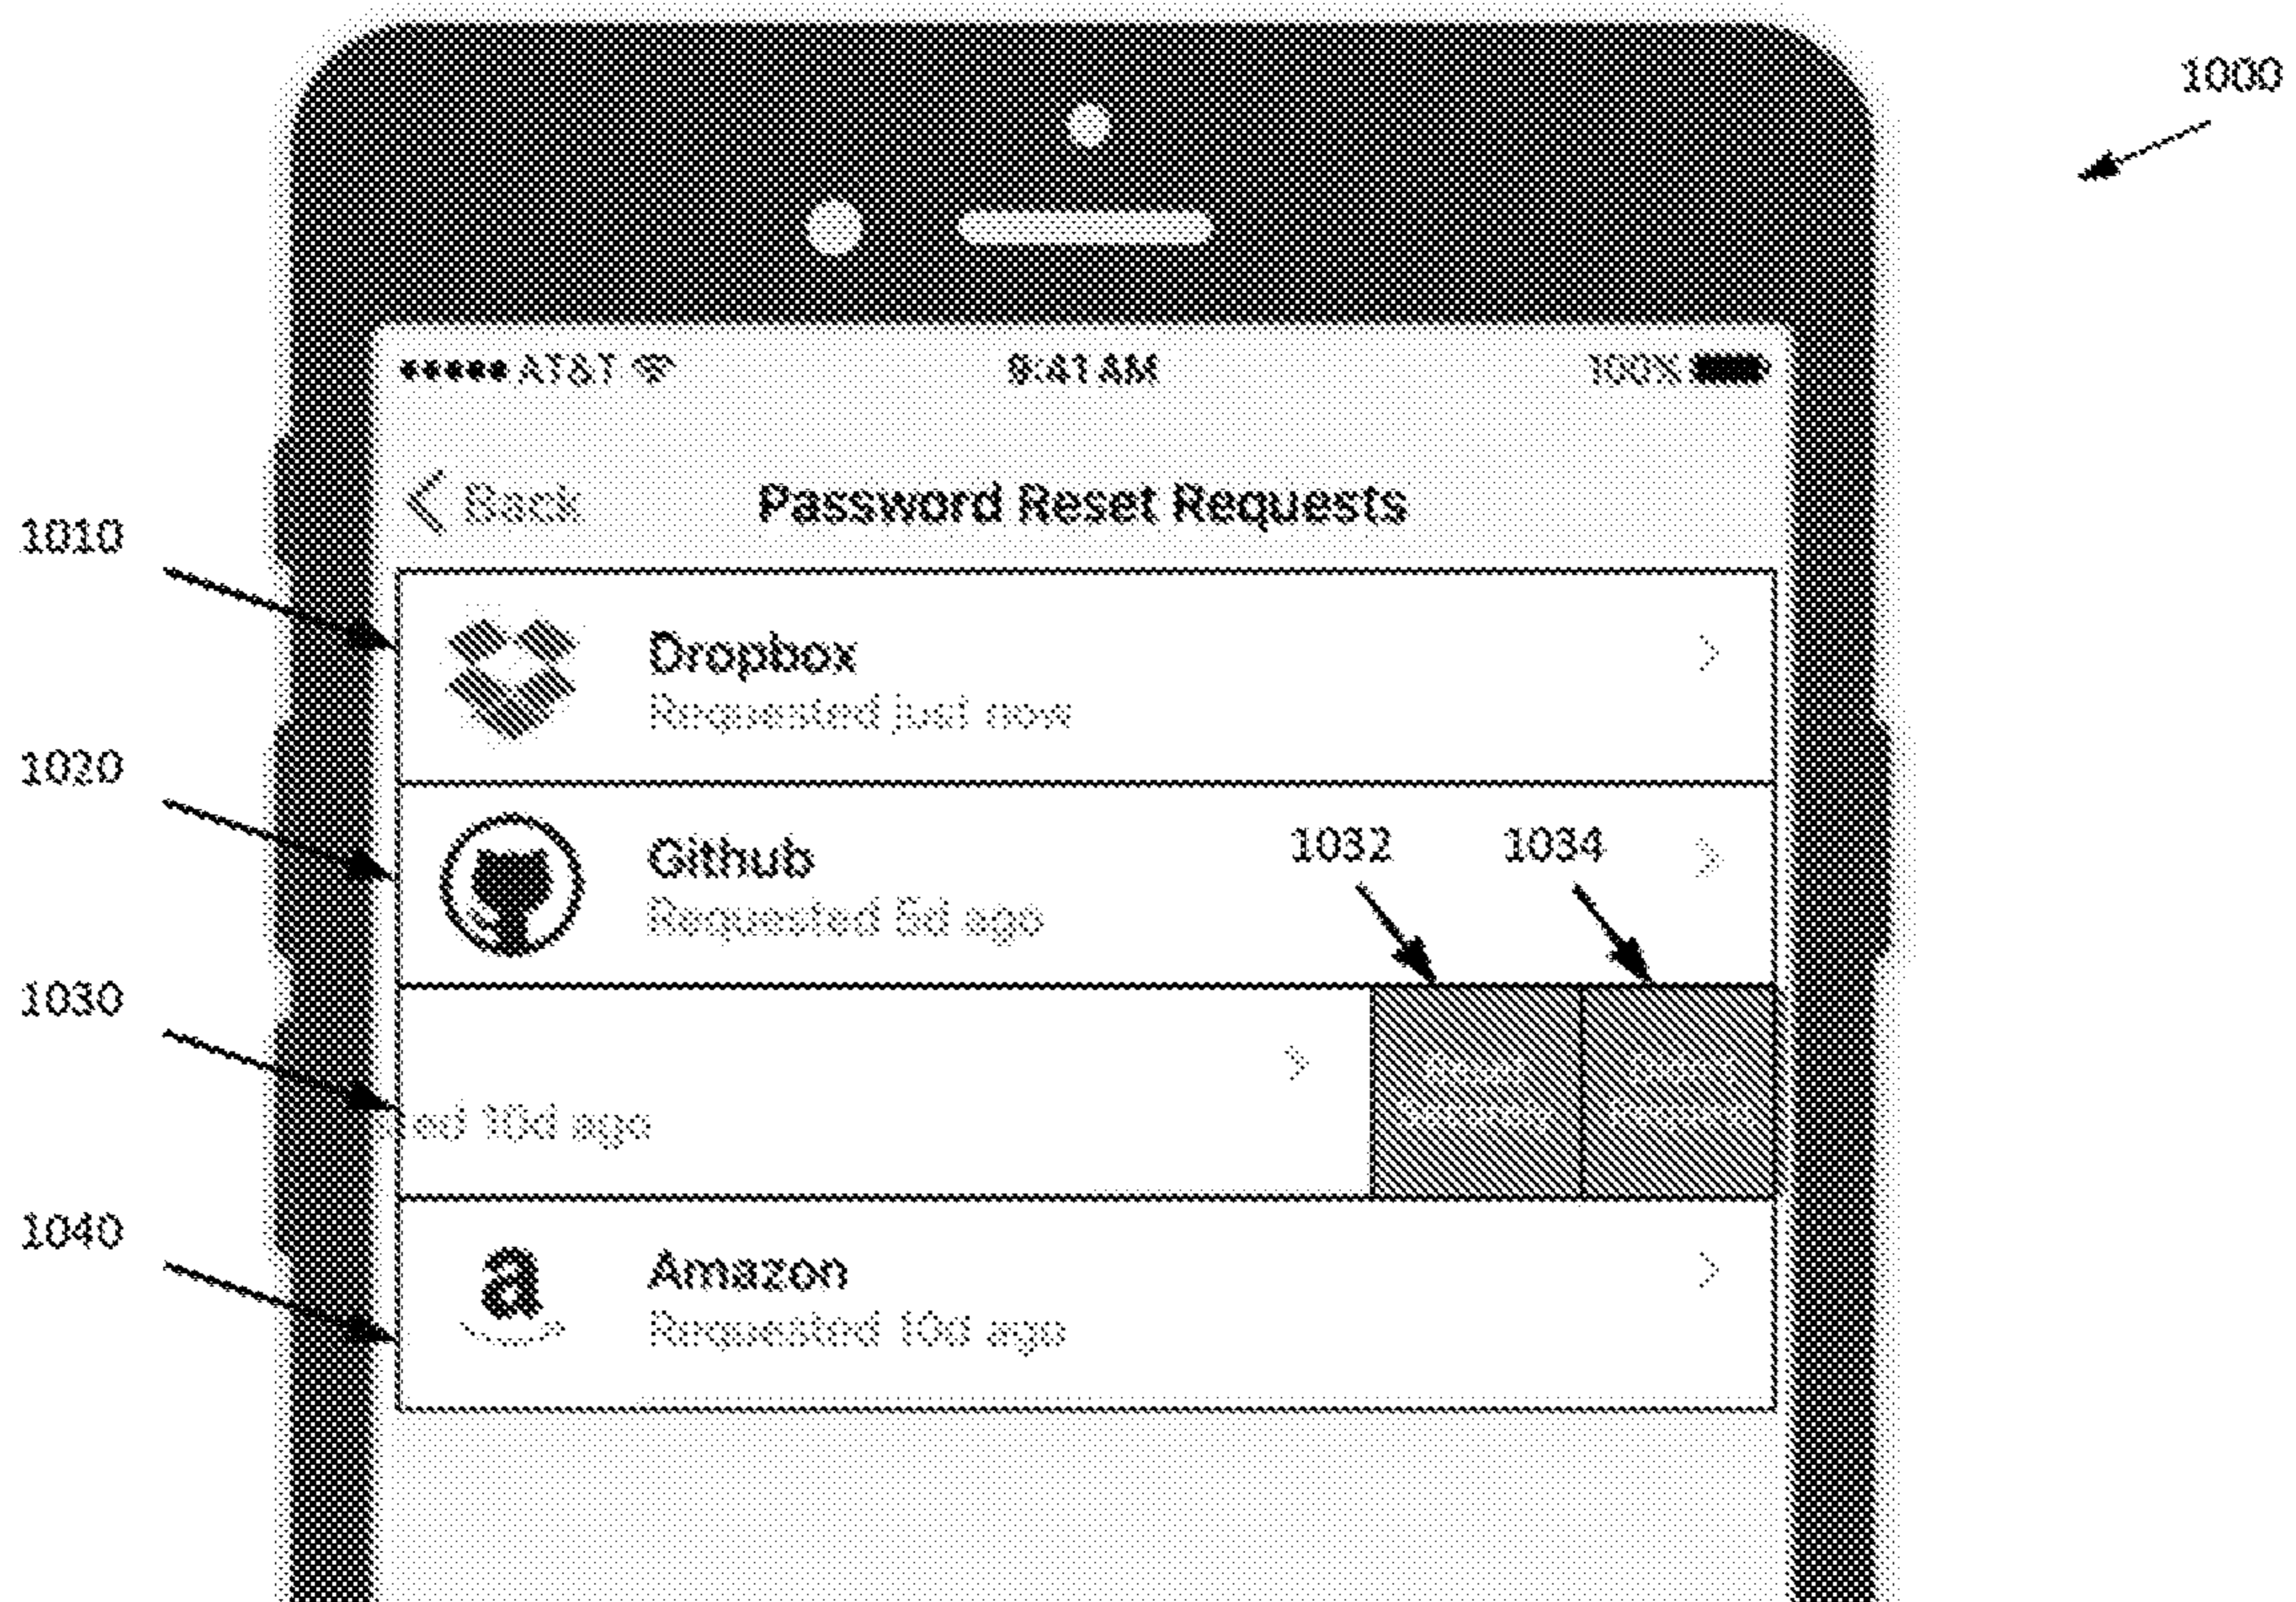 1000
AT&T 9:41 AM 100%
Back Password Reset Requests
1010
Dropbox
Requested just now
1020
Github
Requested 5d ago
1032 1034
1030
ed 10d ago
1040
a
Amazon
Requested 10d ago